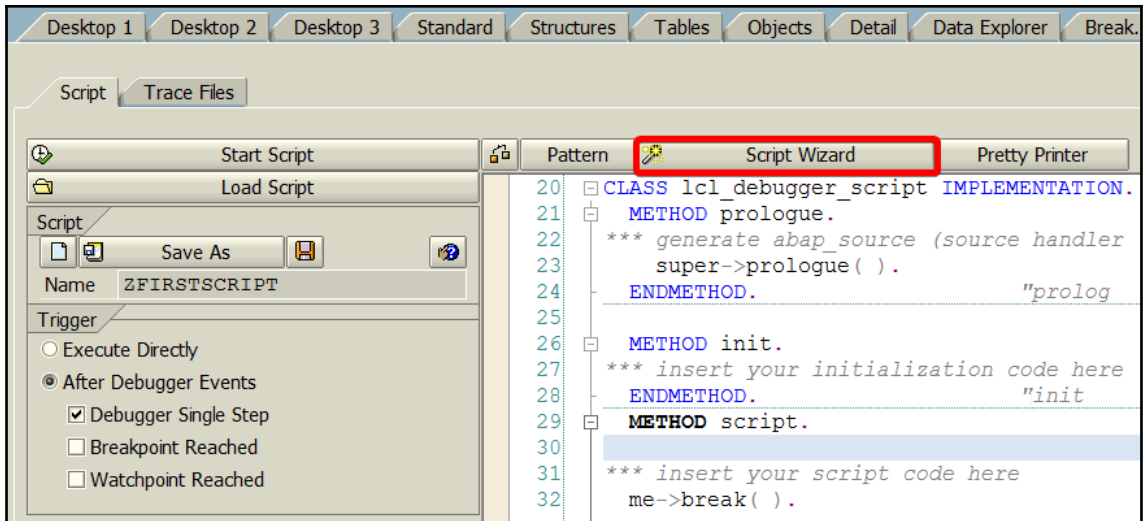 Desktop 1 Desktop 2 Desktop 3 Standard Structures Tables Objects Detail Data Explorer Break.
Script Trace Files
Start Script Pattern Script Wizard Pretty Printer
Load Script
Script
Save As
Name ZFIRSTSCRIPT
Trigger
Execute Directly
After Debugger Events
Debugger Single Step
Breakpoint Reached
Watchpoint Reached
20 CLASS lcl_debugger_script IMPLEMENTATION.
21 METHOD prologue.
22 *** generate abap_source (source handler
23 super->prologue( ).
24 ENDMETHOD. "prolog
25
26 METHOD init.
27 *** insert your initialization code here
28 ENDMETHOD. "init
29 METHOD script.
30
31 *** insert your script code here
32 me->break( ).